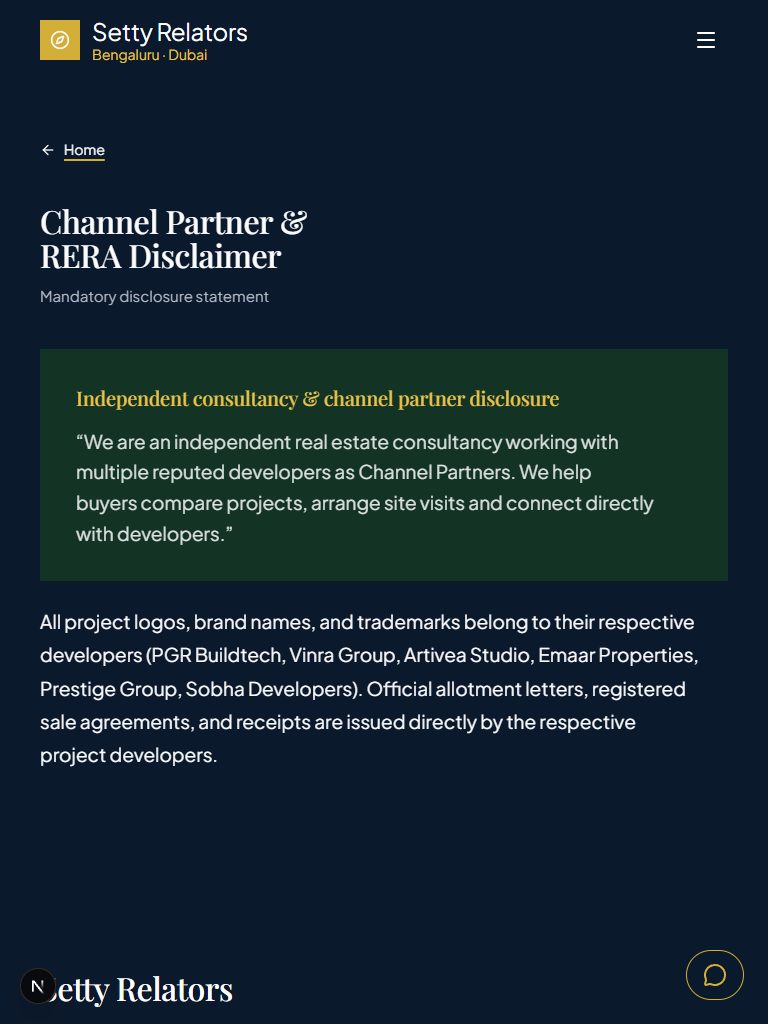 Setty Relators
Bengaluru · Dubai
← Home
Channel Partner &
RERA Disclaimer
Mandatory disclosure statement
Independent consultancy & channel partner disclosure
“We are an independent real estate consultancy working with
multiple reputed developers as Channel Partners. We help
buyers compare projects, arrange site visits and connect directly
with developers.”
All project logos, brand names, and trademarks belong to their respective
developers (PGR Buildtech, Vinra Group, Artivea Studio, Emaar Properties,
Prestige Group, Sobha Developers). Official allotment letters, registered
sale agreements, and receipts are issued directly by the respective
project developers.
N
Setty Relators